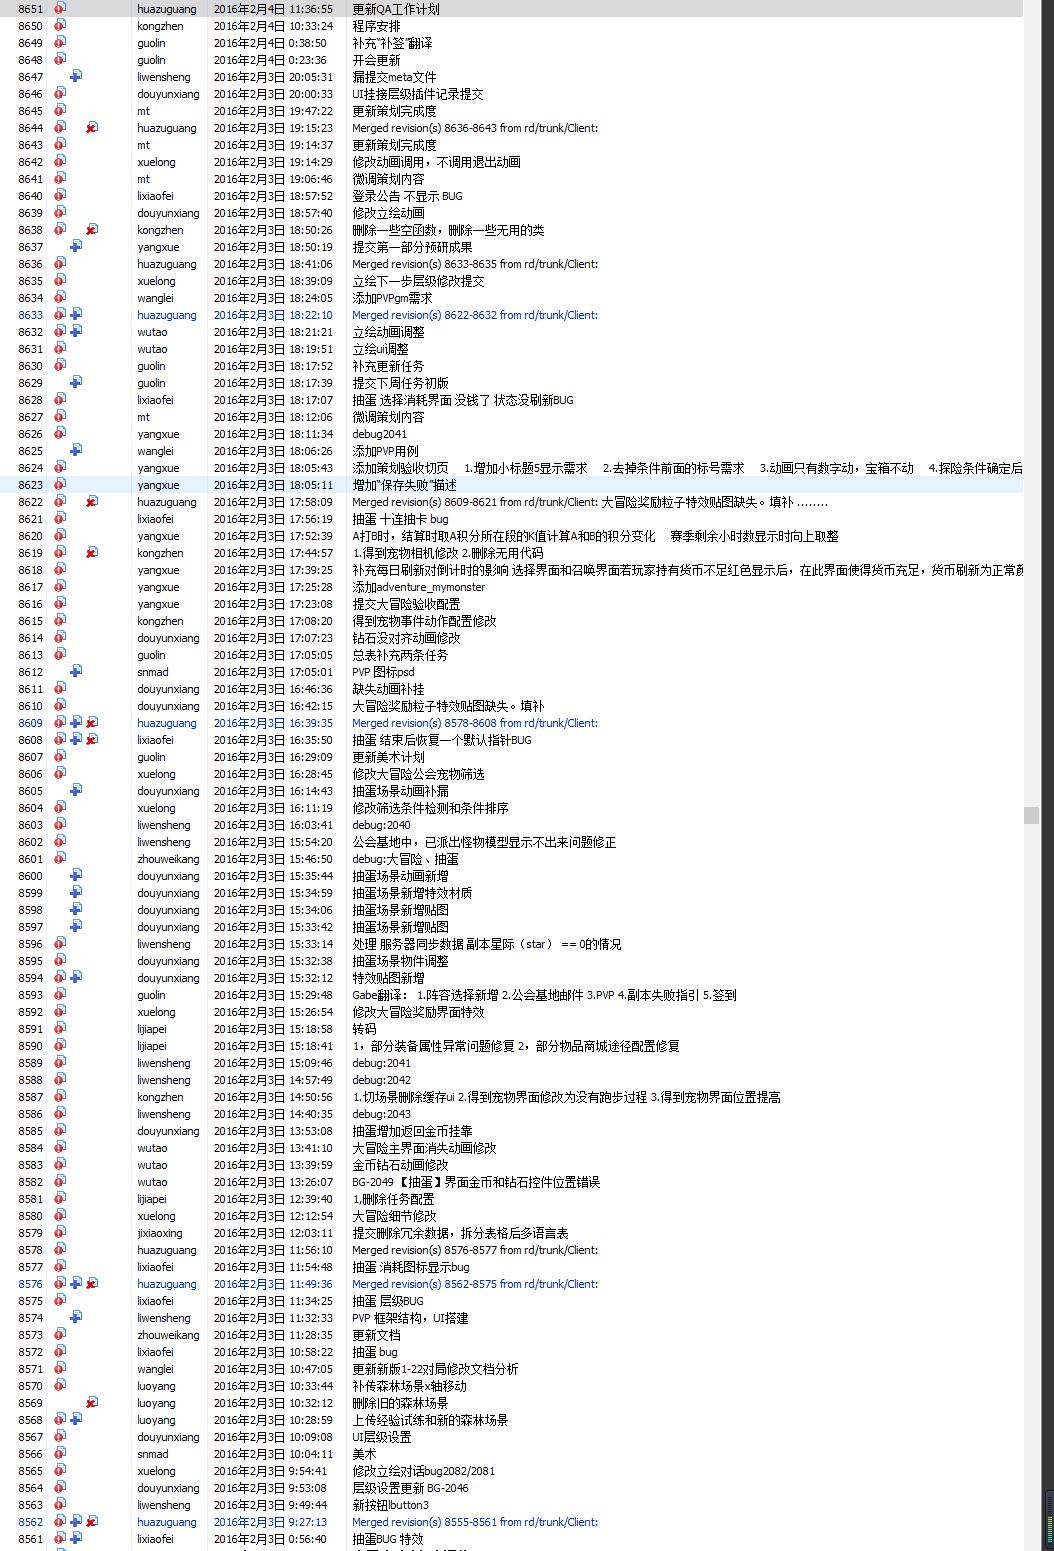 8651 huazuguang 2016年2月4日 11:36:55 更新QA工作计划
8650 kongzhen 2016年2月4日 10:33:24 程序安排
8649 guolin 2016年2月4日 0:38:50 补充“补签”翻译
8648 guolin 2016年2月4日 0:23:36 开会更新
8647 liwensheng 2016年2月3日 20:05:31 漏提交meta文件
8646 douyunxiang 2016年2月3日 20:00:33 UI挂接层级插件记录提交
8645 mt 2016年2月3日 19:47:22 更新策划完成度
8644 huazuguang 2016年2月3日 19:15:23 Merged revision(s) 8636-8643 from rd/trunk/Client:
8643 mt 2016年2月3日 19:14:37 更新策划完成度
8642 xuelong 2016年2月3日 19:14:29 修改动画调用，不调用退出动画
8641 mt 2016年2月3日 19:06:46 微调策划内容
8640 lixiaofei 2016年2月3日 18:57:52 登录公告 不显示 BUG
8639 douyunxiang 2016年2月3日 18:57:40 修改立绘动画
8638 kongzhen 2016年2月3日 18:50:26 删除一些空函数，删除一些无用的类
8637 yangxue 2016年2月3日 18:50:19 提交第一部分预研成果
8636 huazuguang 2016年2月3日 18:41:06 Merged revision(s) 8633-8635 from rd/trunk/Client:
8635 xuelong 2016年2月3日 18:39:09 立绘下一步层级修改提交
8634 wanglei 2016年2月3日 18:24:05 添加PVPgm需求
8633 huazuguang 2016年2月3日 18:22:10 Merged revision(s) 8622-8632 from rd/trunk/Client:
8632 wutao 2016年2月3日 18:21:21 立绘动画调整
8631 wutao 2016年2月3日 18:19:51 立绘ui调整
8630 guolin 2016年2月3日 18:17:52 补充更新任务
8629 guolin 2016年2月3日 18:17:39 提交下周任务初版
8628 lixiaofei 2016年2月3日 18:17:07 抽蛋 选择消耗界面 没钱了 状态没刷新BUG
8627 mt 2016年2月3日 18:12:06 微调策划内容
8626 yangxue 2016年2月3日 18:11:34 debug2041
8625 wanglei 2016年2月3日 18:06:26 添加PVP用例
8624 yangxue 2016年2月3日 18:05:43 添加策划验收切页 1.增加小标题5显示需求 2.去掉条件前面的标号需求 3.动画只有数字动，宝箱不动 4.探险条件确定后
8623 yangxue 2016年2月3日 18:05:11 增加“保存失败”描述
8622 huazuguang 2016年2月3日 17:58:09 Merged revision(s) 8609-8621 from rd/trunk/Client: 大冒险奖励粒子特效贴图缺失。填补 ........
8621 lixiaofei 2016年2月3日 17:56:19 抽蛋 十连抽卡 bug
8620 yangxue 2016年2月3日 17:52:39 A打B时，结算时取A积分所在段的K值计算A和B的积分变化 赛季剩余小时数显示时向上取整
8619 kongzhen 2016年2月3日 17:44:57 1.得到宠物相机修改 2.删除无用代码
8618 yangxue 2016年2月3日 17:39:25 补充每日刷新对倒计时的影响 选择界面和召唤界面若玩家持有货币不足红色显示后，在此界面使得货币充足，货币刷新为正常颜
8617 yangxue 2016年2月3日 17:25:28 添加adventure_mymonster
8616 yangxue 2016年2月3日 17:23:08 提交大冒险验收配置
8615 kongzhen 2016年2月3日 17:08:20 得到宠物事件动作配置修改
8614 douyunxiang 2016年2月3日 17:07:23 钻石没对齐动画修改
8613 guolin 2016年2月3日 17:05:05 总表补充两条任务
8612 snmad 2016年2月3日 17:05:01 PVP 图标psd
8611 douyunxiang 2016年2月3日 16:46:36 缺失动画补挂
8610 douyunxiang 2016年2月3日 16:42:15 大冒险奖励粒子特效贴图缺失。填补
8609 huazuguang 2016年2月3日 16:39:35 Merged revision(s) 8578-8608 from rd/trunk/Client:
8608 lixiaofei 2016年2月3日 16:35:50 抽蛋 结束后恢复一个默认指针BUG
8607 guolin 2016年2月3日 16:29:09 更新美术计划
8606 xuelong 2016年2月3日 16:28:45 修改大冒险公会宠物筛选
8605 douyunxiang 2016年2月3日 16:14:43 抽蛋场景动画补漏
8604 xuelong 2016年2月3日 16:11:19 修改筛选条件检测和条件排序
8603 liwensheng 2016年2月3日 16:03:41 debug:2040
8602 liwensheng 2016年2月3日 15:54:20 公会基地中，已派出怪物模型显示不出来问题修正
8601 zhouweikang 2016年2月3日 15:46:50 debug:大冒险、抽蛋
8600 douyunxiang 2016年2月3日 15:35:44 抽蛋场景动画新增
8599 douyunxiang 2016年2月3日 15:34:59 抽蛋场景新增特效材质
8598 douyunxiang 2016年2月3日 15:34:06 抽蛋场景新增贴图
8597 douyunxiang 2016年2月3日 15:33:42 抽蛋场景新增贴图
8596 liwensheng 2016年2月3日 15:33:14 处理 服务器同步数据 副本星际（star） == 0的情况
8595 douyunxiang 2016年2月3日 15:32:38 抽蛋场景物件调整
8594 douyunxiang 2016年2月3日 15:32:12 特效贴图新增
8593 guolin 2016年2月3日 15:29:48 Gabe翻译： 1.阵容选择新增 2.公会基地邮件 3.PVP 4.副本失败指引 5.签到
8592 xuelong 2016年2月3日 15:26:54 修改大冒险奖励界面特效
8591 lijiapei 2016年2月3日 15:18:58 转码
8590 lijiapei 2016年2月3日 15:18:41 1，部分装备属性异常问题修复 2，部分物品商城途径配置修复
8589 liwensheng 2016年2月3日 15:09:46 debug:2041
8588 liwensheng 2016年2月3日 14:57:49 debug:2042
8587 kongzhen 2016年2月3日 14:50:56 1.切场景删除缓存ui 2.得到宠物界面修改为没有跑步过程 3.得到宠物界面位置提高
8586 liwensheng 2016年2月3日 14:40:35 debug:2043
8585 douyunxiang 2016年2月3日 13:53:08 抽蛋增加返回金币挂靠
8584 wutao 2016年2月3日 13:41:10 大冒险主界面消失动画修改
8583 wutao 2016年2月3日 13:39:59 金币钻石动画修改
8582 wutao 2016年2月3日 13:26:07 BG-2049 【抽蛋】界面金币和钻石控件位置错误
8581 lijiapei 2016年2月3日 12:39:40 1,删除任务配置
8580 xuelong 2016年2月3日 12:12:54 大冒险细节修改
8579 jixiaoxing 2016年2月3日 12:03:11 提交删除冗余数据，拆分表格后多语言表
8578 huazuguang 2016年2月3日 11:56:10 Merged revision(s) 8576-8577 from rd/trunk/Client:
8577 lixiaofei 2016年2月3日 11:54:48 抽蛋 消耗图标显示bug
8576 huazuguang 2016年2月3日 11:49:36 Merged revision(s) 8562-8575 from rd/trunk/Client:
8575 lixiaofei 2016年2月3日 11:34:25 抽蛋 层级BUG
8574 liwensheng 2016年2月3日 11:32:33 PVP 框架结构，UI搭建
8573 zhouweikang 2016年2月3日 11:28:35 更新文档
8572 lixiaofei 2016年2月3日 10:58:22 抽蛋 bug
8571 wanglei 2016年2月3日 10:47:05 更新新版1-22对局修改文档分析
8570 luoyang 2016年2月3日 10:33:44 补传森林场景x轴移动
8569 luoyang 2016年2月3日 10:32:12 删除旧的森林场景
8568 luoyang 2016年2月3日 10:28:59 上传经验试练和新的森林场景
8567 douyunxiang 2016年2月3日 10:09:08 UI层级设置
8566 snmad 2016年2月3日 10:04:11 美术
8565 xuelong 2016年2月3日 9:54:41 修改立绘对话bug2082/2081
8564 douyunxiang 2016年2月3日 9:53:08 层级设置更新 BG-2046
8563 liwensheng 2016年2月3日 9:49:44 新按钮lbutton3
8562 huazuguang 2016年2月3日 9:27:13 Merged revision(s) 8555-8561 from rd/trunk/Client:
8561 lixiaofei 2016年2月3日 0:56:40 抽蛋BUG 特效